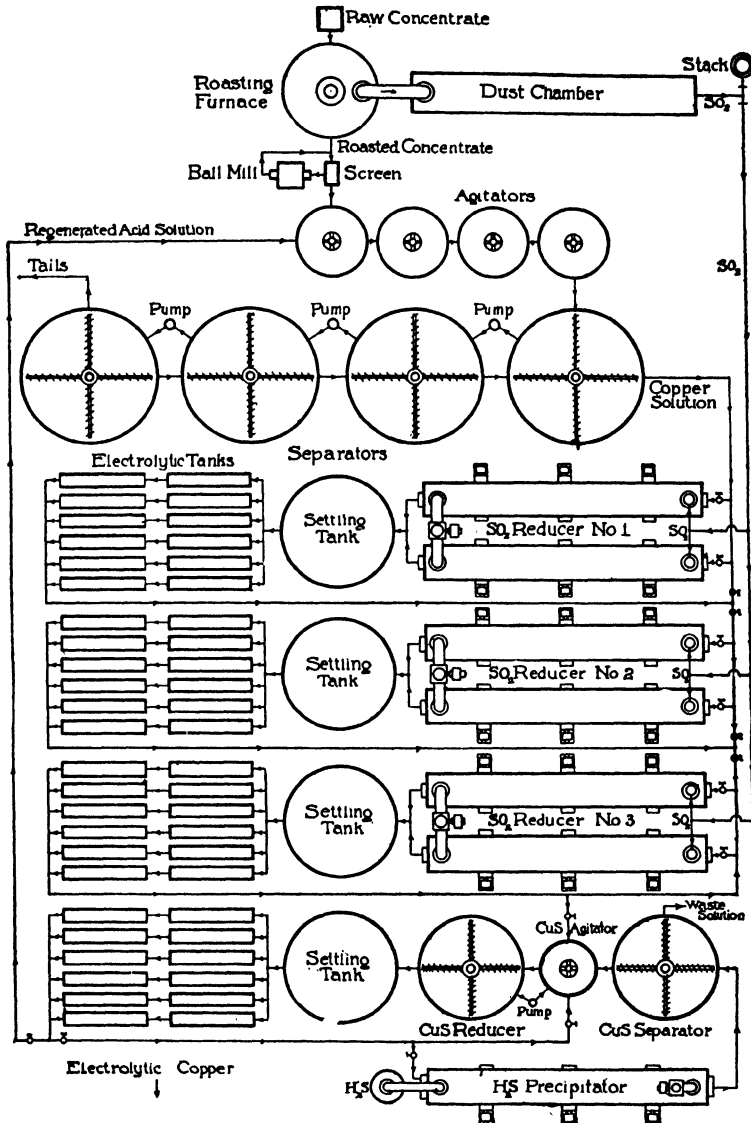 Raw Concentrate
Stack
Roasting
Furnace
Dust Chamber
SO2
Roasted Concentrate
Ball Mill
Screen
Agitators
Regenerated Acid Solution
SO2
Tails
Pump
Pump
Pump
Copper
Solution
Electrolytic Tanks
Separators
Settling
Tank
SO2 Reducer No 1
SO2
Settling
Tank
SO2 Reducer No 2
SO2
Settling
Tank
SO2 Reducer No 3
SO2
Waste
Solution
CuS Agitator
Settling
Tank
Pump
CuS Reducer
CuS Separator
Electrolytic Copper
H2S
H2S Precipitator